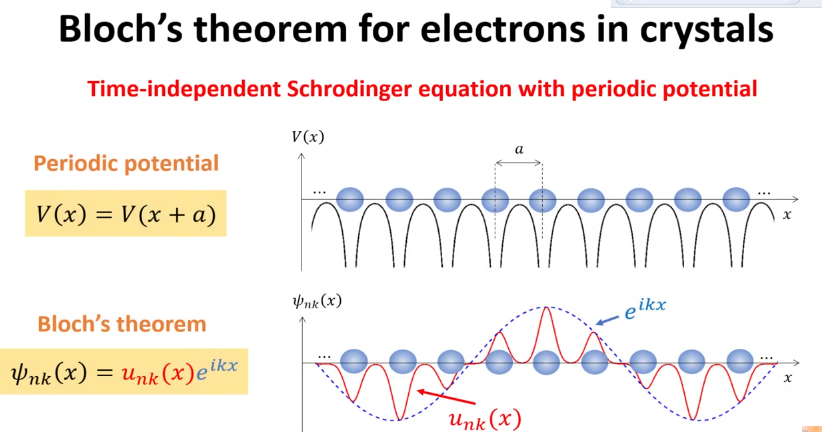 Bloch's theorem for electrons in crystals
Time-independent Schrodinger equation with periodic potential
V(x)
a
Periodic potential
...
...
V(x) = V(x + a)
x
ψnk(x)
e^ikx
Bloch's theorem
...
...
ψnk(x) = unk(x)e^ikx
x
unk(x)